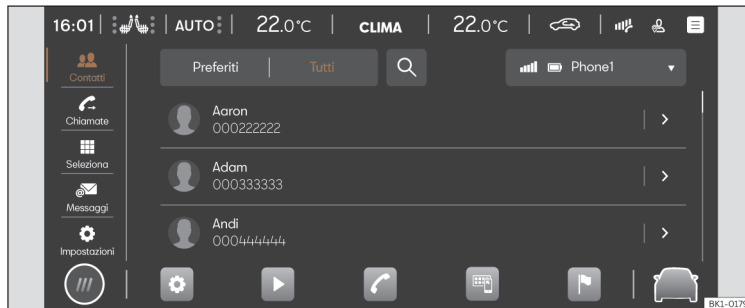 16:01 AUTO 22.0°C CLIMA 22.0°C
Contatti
Preferiti Tutti Phone1
Chiamate
Aaron
000222222
Seleziona
Adam
000333333
Messaggi
Andi
000444444
Impostazioni
BK1-0179